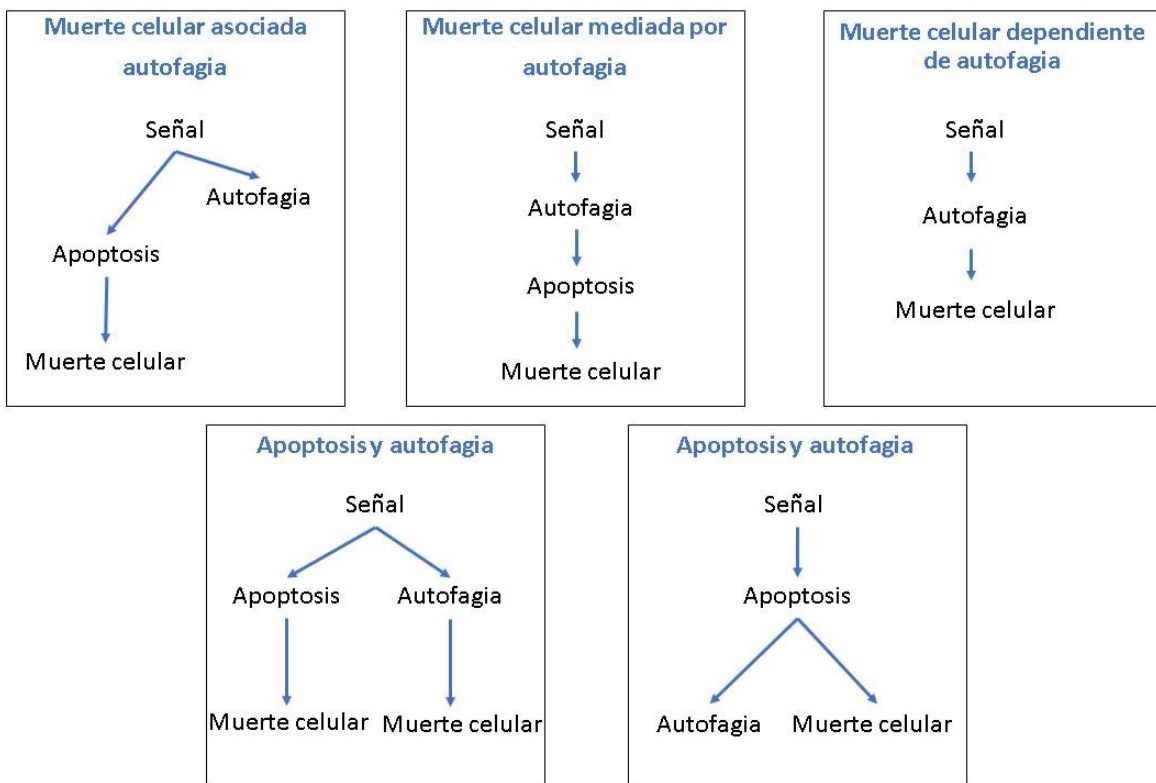 Muerte celular asociada
autofagia
Señal
Autofagia
Apoptosis
Muerte celular
Muerte celular mediada por
autofagia
Señal
Autofagia
Apoptosis
Muerte celular
Muerte celular dependiente
de autofagia
Señal
Autofagia
Muerte celular
Apoptosis y autofagia
Señal
Apoptosis Autofagia
Muerte celular Muerte celular
Apoptosis y autofagia
Señal
Apoptosis
Autofagia Muerte celular